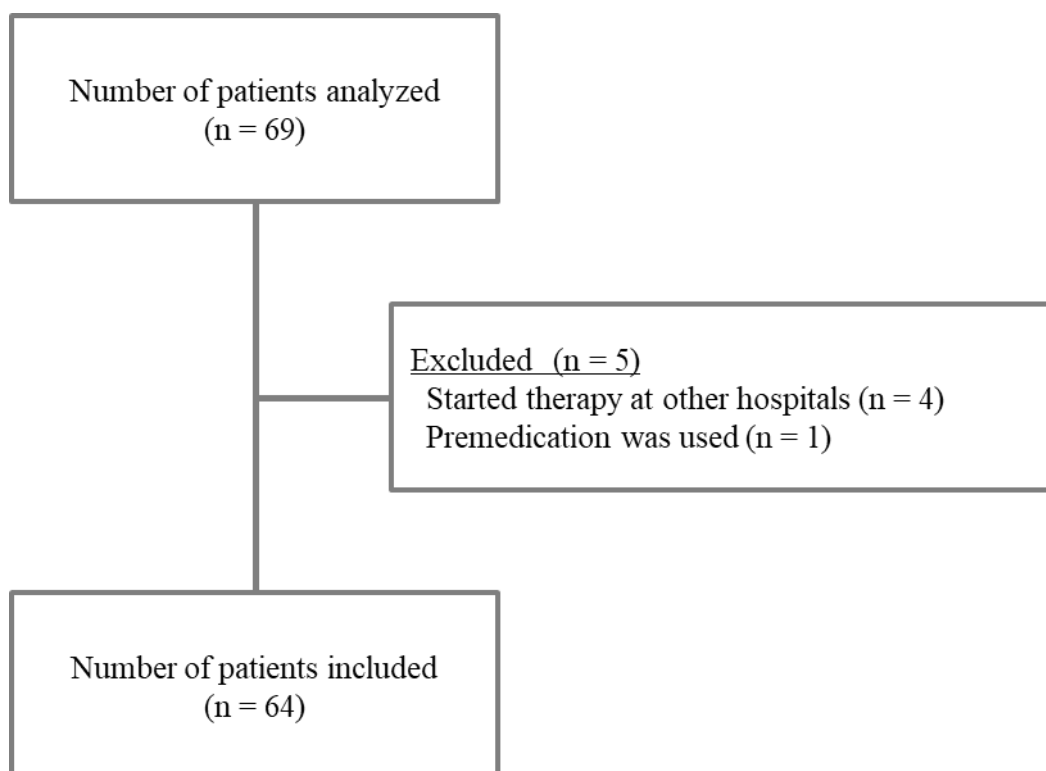 Number of patients analyzed
(n = 69)
Excluded (n = 5)
Started therapy at other hospitals (n = 4)
Premedication was used (n = 1)
Number of patients included
(n = 64)